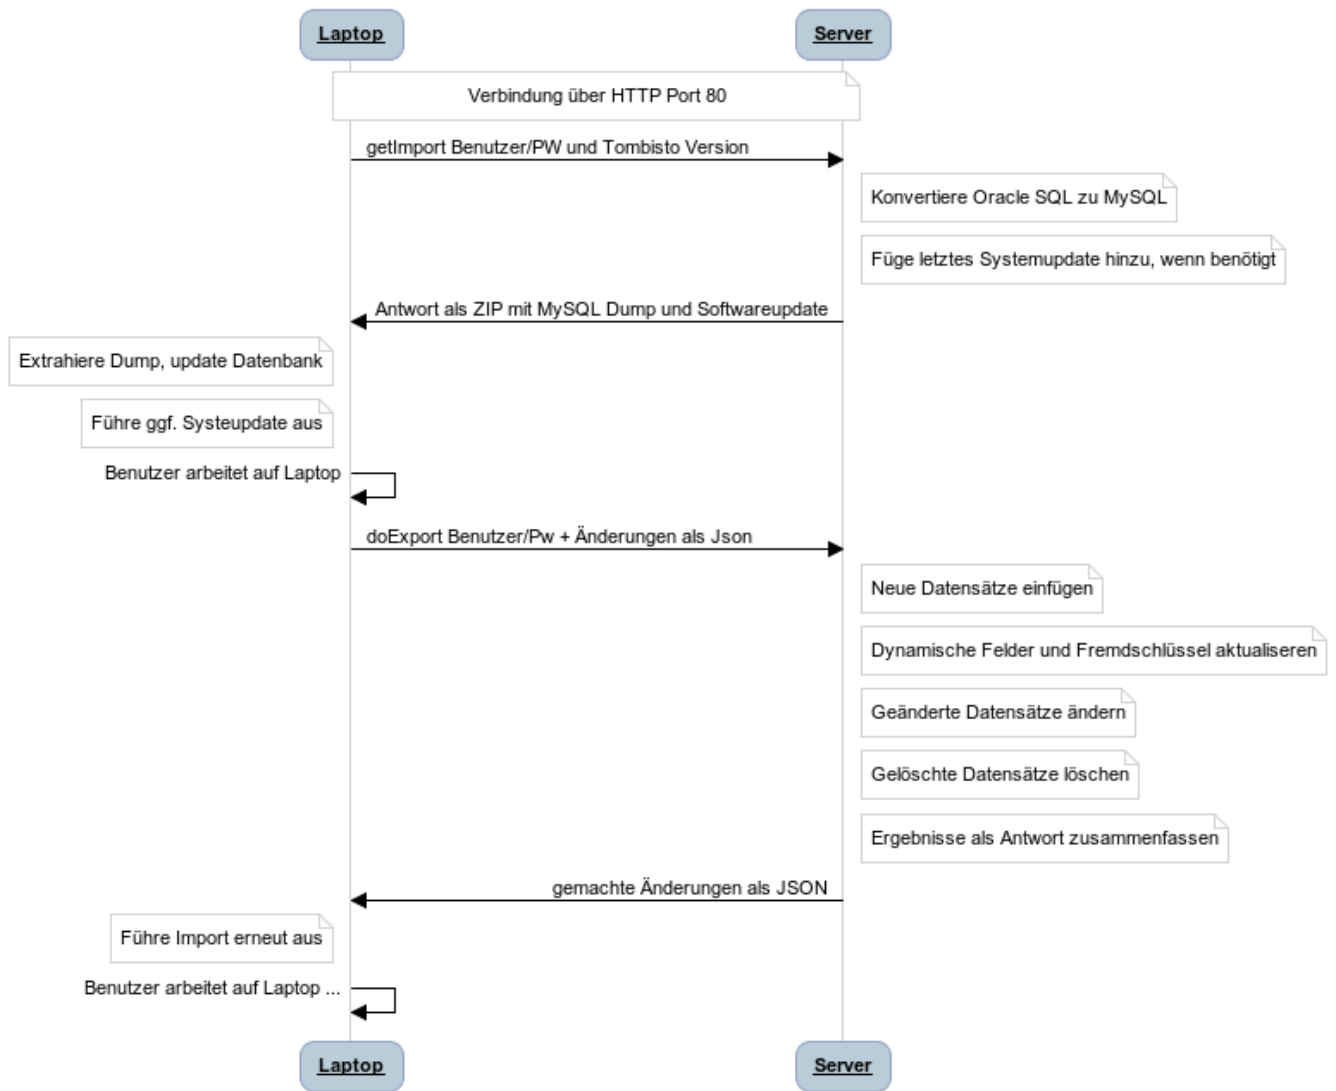 Laptop
Server
Verbindung über HTTP Port 80
getImport Benutzer/PW und Tombisto Version
Konvertiere Oracle SQL zu MySQL
Füge letztes Systemupdate hinzu, wenn benötigt
Antwort als ZIP mit MySQL Dump und Softwareupdate
Extrahiere Dump, update Datenbank
Führe ggf. Systeupdate aus
Benutzer arbeitet auf Laptop
doExport Benutzer/Pw + Änderungen als Json
Neue Datensätze einfügen
Dynamische Felder und Fremdschlüssel aktualiseren
Geänderte Datensätze ändern
Gelöschte Datensätze löschen
Ergebnisse als Antwort zusammenfassen
gemachte Änderungen als JSON
Führe Import erneut aus
Benutzer arbeitet auf Laptop ...
Laptop
Server